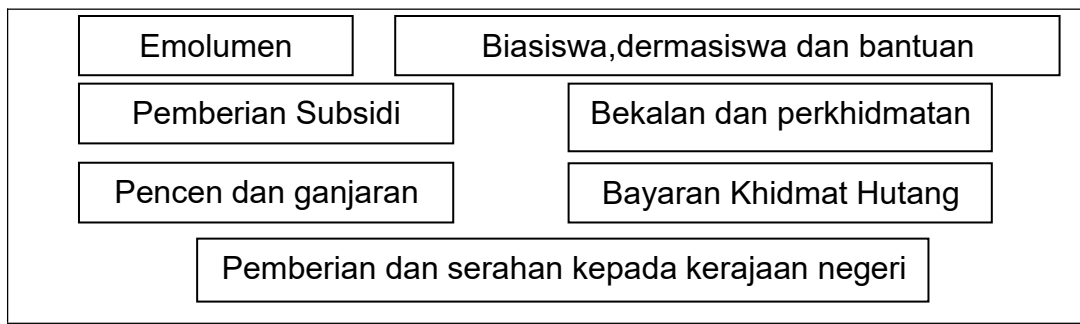 Emolumen
Biasiswa,dermasiswa dan bantuan
Pemberian Subsidi
Bekalan dan perkhidmatan
Pencen dan ganjaran
Bayaran Khidmat Hutang
Pemberian dan serahan kepada kerajaan negeri